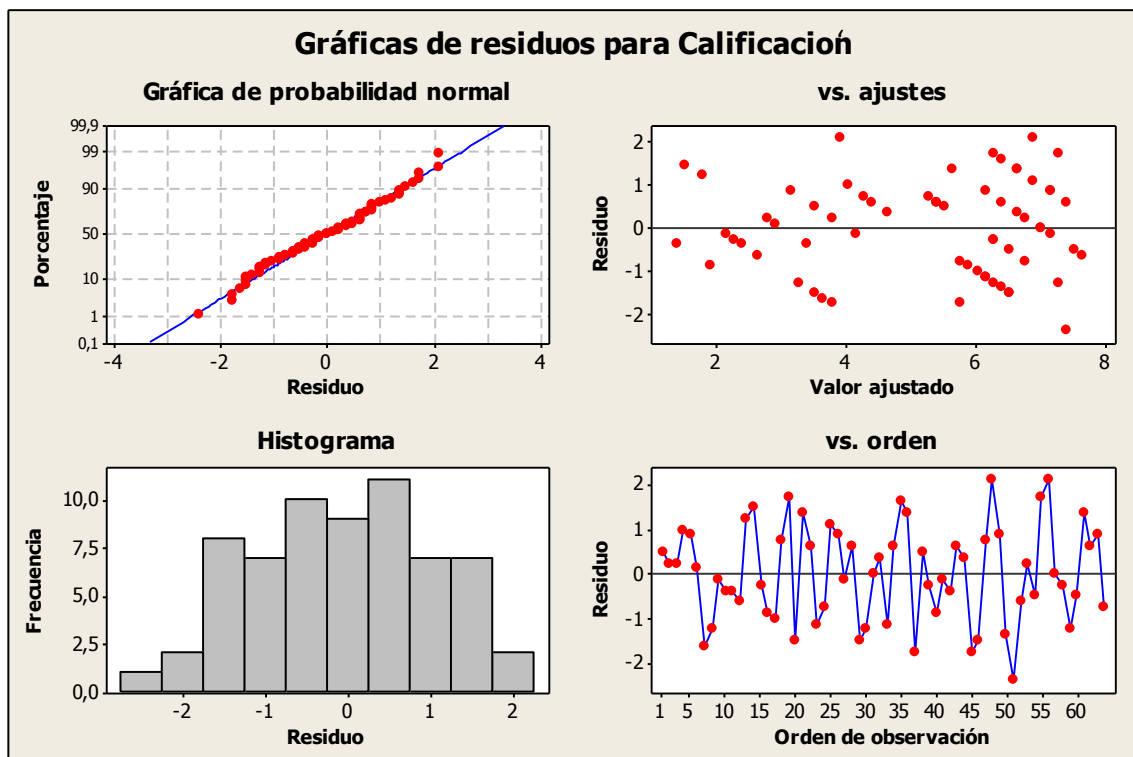 Gráficas de residuos para Calificación
Gráfica de probabilidad normal
99,9
99
90
50
10
1
0,1
Porcentaje
-4 -2 0 2 4
Residuo
vs. ajustes
2
1
0
-1
-2
Residuo
2 4 6 8
Valor ajustado
Histograma
10,0
7,5
5,0
2,5
0,0
Frecuencia
-2 -1 0 1 2
Residuo
vs. orden
2
1
0
-1
-2
Residuo
1 5 10 15 20 25 30 35 40 45 50 55 60
Orden de observación